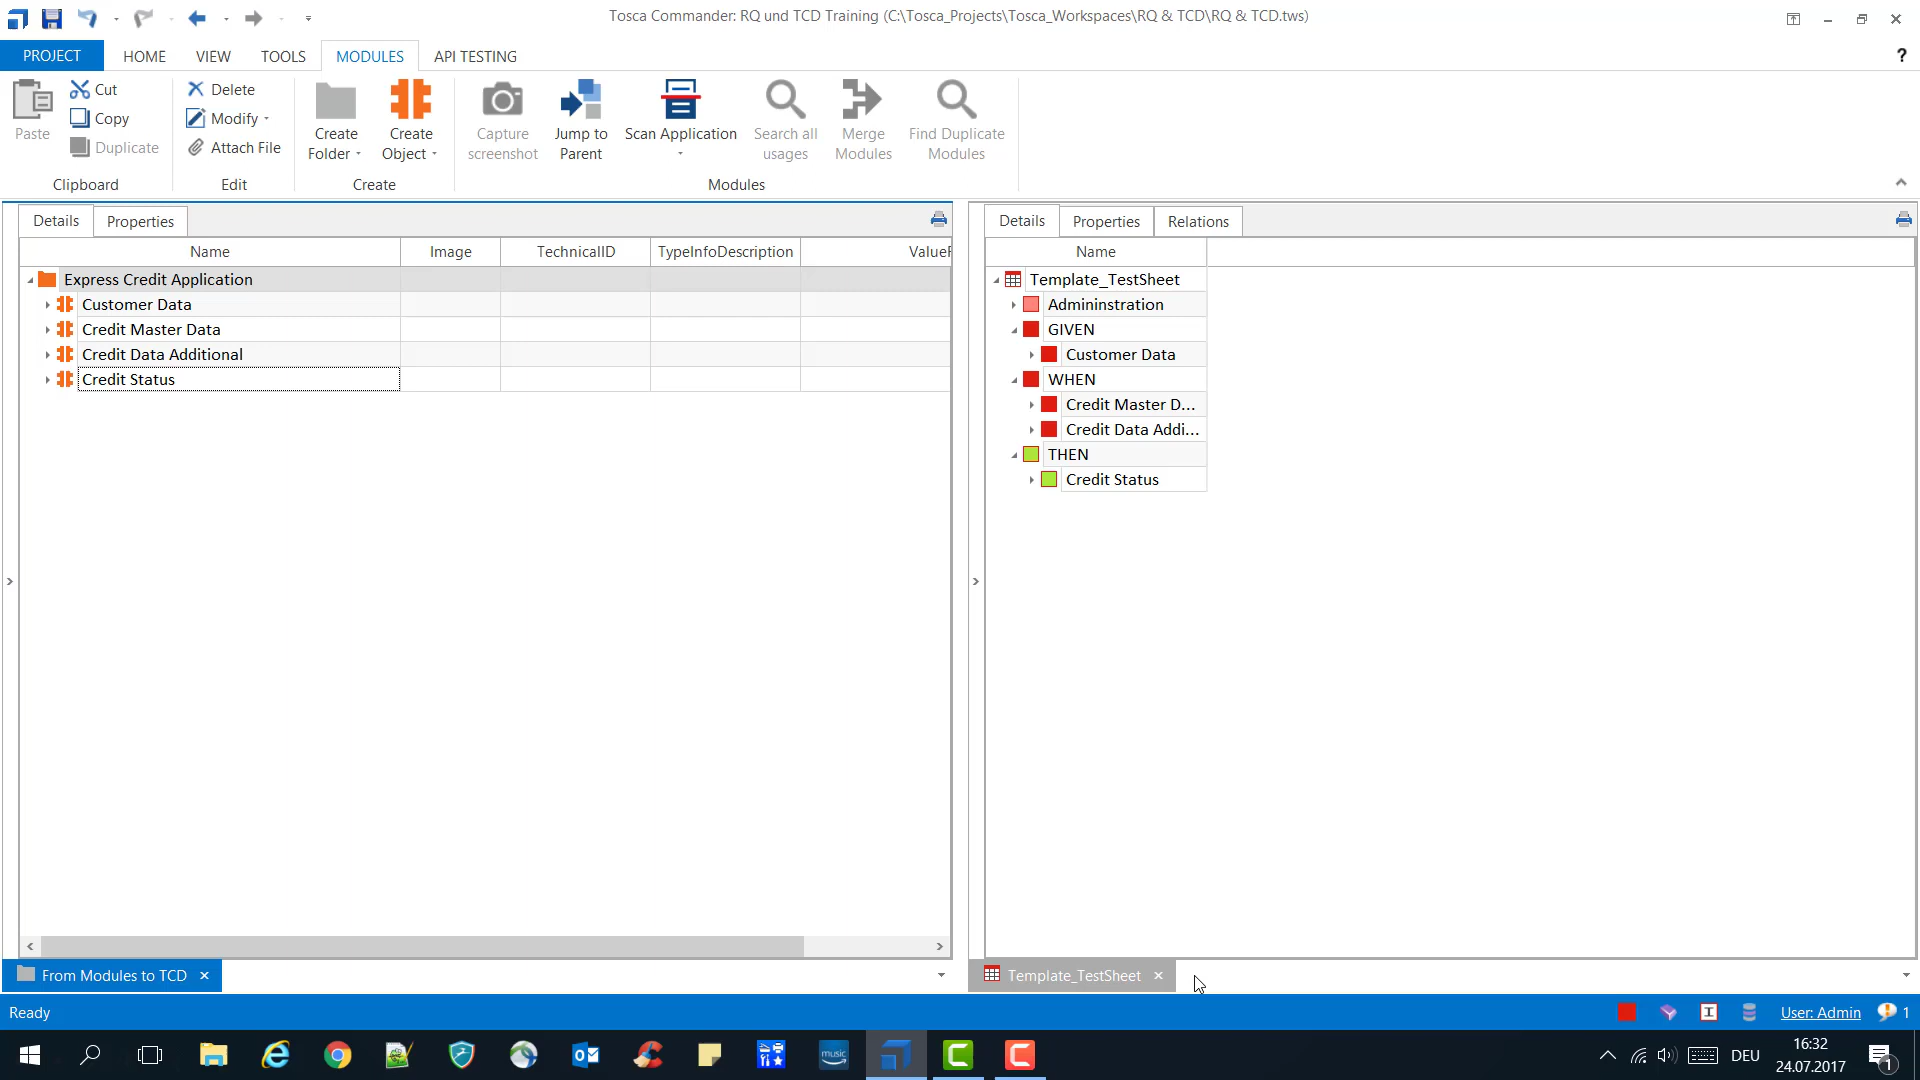 Tosca Commander: RQ und TCD Training (C:\Tosca_Projects\Tosca_Workspaces\RQ & TCD\RQ & TCD.tws)
PROJECT HOME VIEW TOOLS MODULES API TESTING ?
Paste
Cut
Copy
Duplicate
Clipboard
Delete
Modify
Attach File
Edit
Create Folder
Create Object
Create
Capture screenshot
Jump to Parent
Scan Application
Search all usages
Merge Modules
Find Duplicate Modules
Modules
Details Properties
Name Image TechnicalID TypeInfoDescription
Express Credit Application
Customer Data
Credit Master Data
Credit Data Additional
Credit Status
From Modules to TCD
Details Properties Relations
Name
Template_TestSheet
Admininstration
GIVEN
Customer Data
WHEN
Credit Master D...
Credit Data Addi...
THEN
Credit Status
Template_TestSheet
Ready
User: Admin 1
music
DEU
16:32
24.07.2017
1